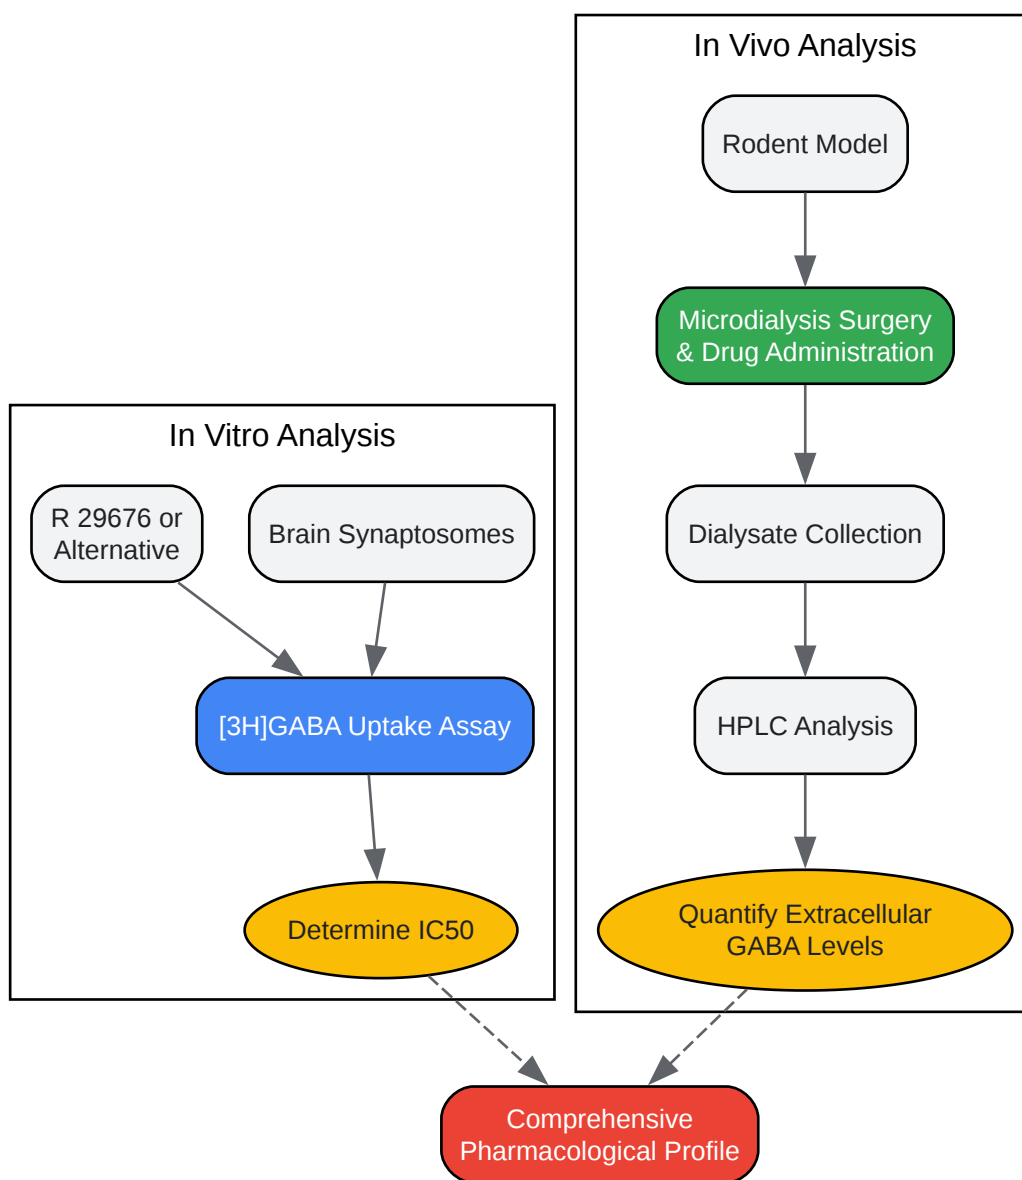 In Vivo Analysis
Rodent Model
Microdialysis Surgery
& Drug Administration
Dialysate Collection
HPLC Analysis
Quantify Extracellular
GABA Levels
In Vitro Analysis
R 29676 or
Alternative
Brain Synaptosomes
[3H]GABA Uptake Assay
Determine IC50
Comprehensive
Pharmacological Profile